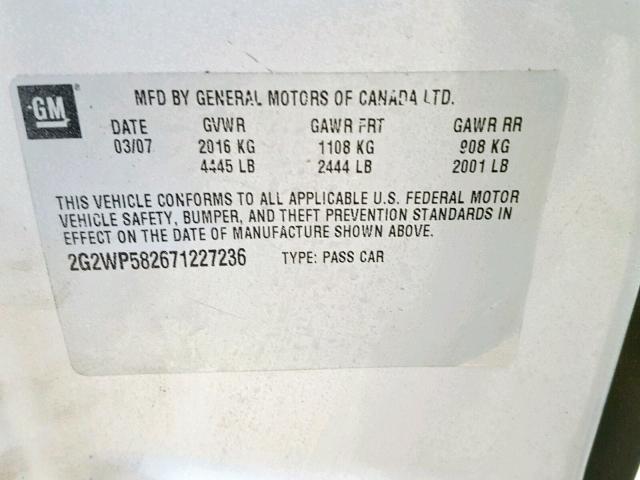 GM
MFD BY GENERAL MOTORS OF CANADA LTD.
DATE GVWR GAWR FRT GAWR RR
03/07 2016 KG 1108 KG 908 KG
4445 LB 2444 LB 2001 LB
THIS VEHICLE CONFORMS TO ALL APPLICABLE U.S. FEDERAL MOTOR
VEHICLE SAFETY, BUMPER, AND THEFT PREVENTION STANDARDS IN
EFFECT ON THE DATE OF MANUFACTURE SHOWN ABOVE.
2G2WP582671227236 TYPE: PASS CAR